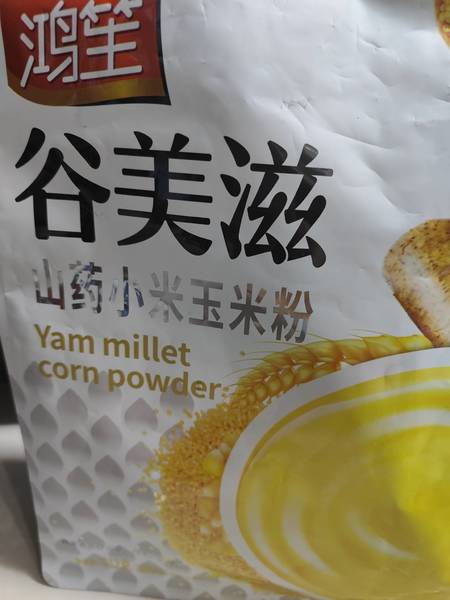 鸿笙
谷美滋
山药小米玉米粉
Yam millet
corn powder